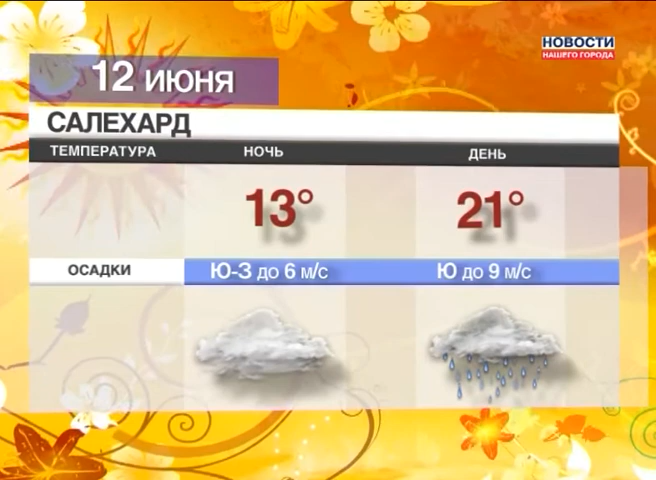 НОВОСТИ
НАШЕГО ГОРОДА
12 ИЮНЯ
САЛЕХАРД
ТЕМПЕРАТУРА НОЧЬ ДЕНЬ
13° 21°
ОСАДКИ Ю-З ДО 6 М/С Ю ДО 9 М/С